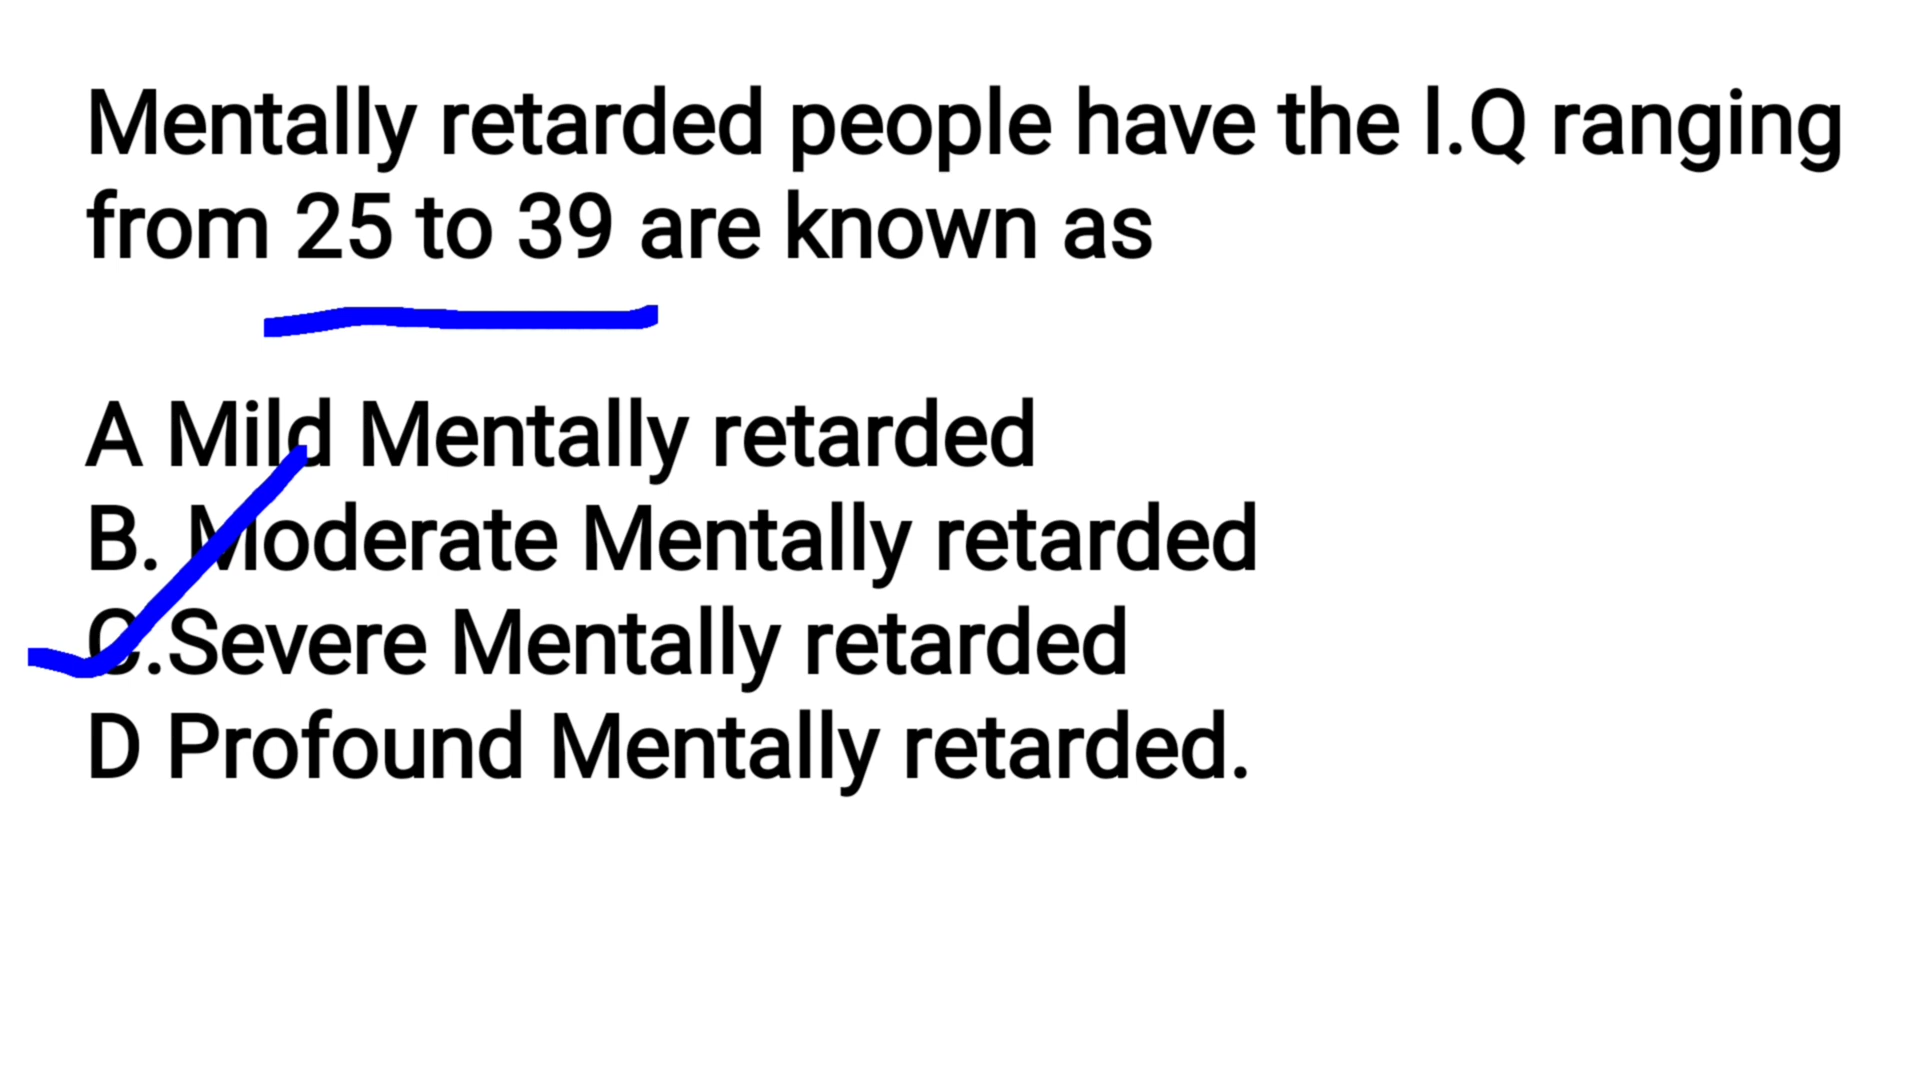 Mentally retarded people have the I.Q ranging
from 25 to 39 are known as
A Mild Mentally retarded
B. Moderate Mentally retarded
C.Severe Mentally retarded
D Profound Mentally retarded.